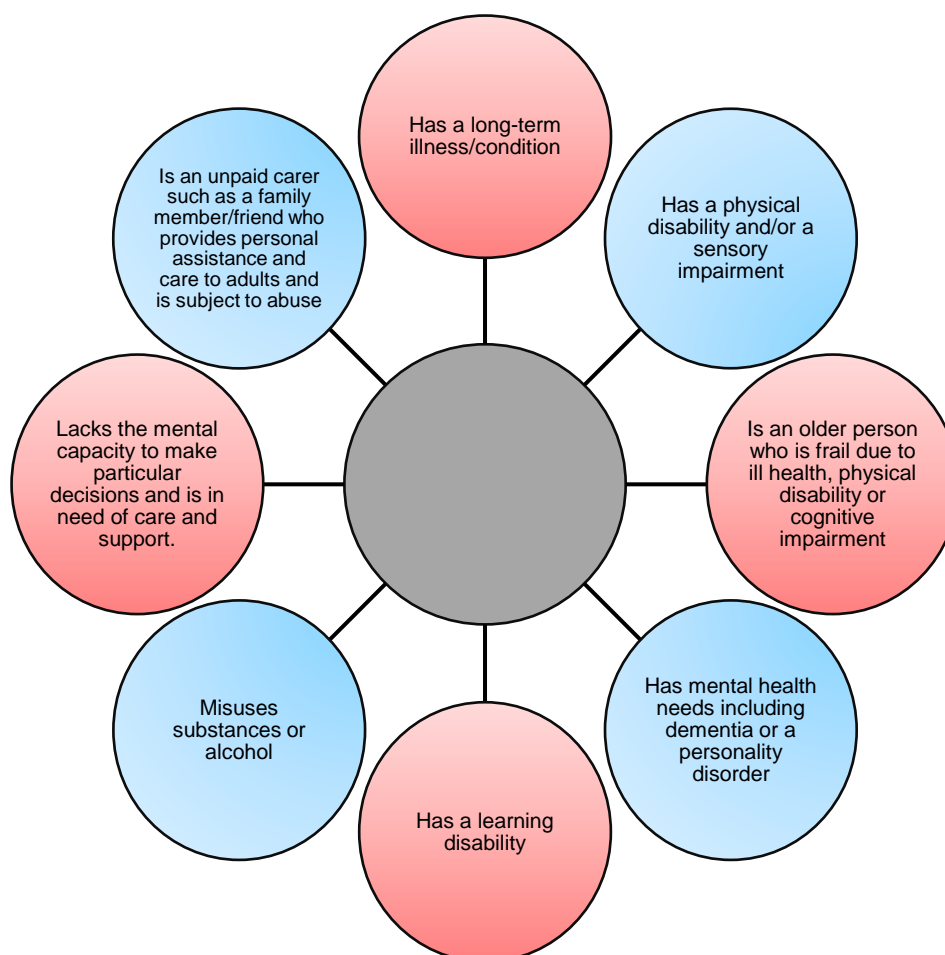 Has a long-term
illness/condition
Has a physical
disability and/or a
sensory
impairment
Is an older person
who is frail due to
ill health, physical
disability or
cognitive
impairment
Has mental health
needs including
dementia or a
personality
disorder
Has a learning
disability
Misuses
substances or
alcohol
Lacks the mental
capacity to make
particular
decisions and is in
need of care and
support.
Is an unpaid carer
such as a family
member/friend who
provides personal
assistance and
care to adults and
is subject to abuse